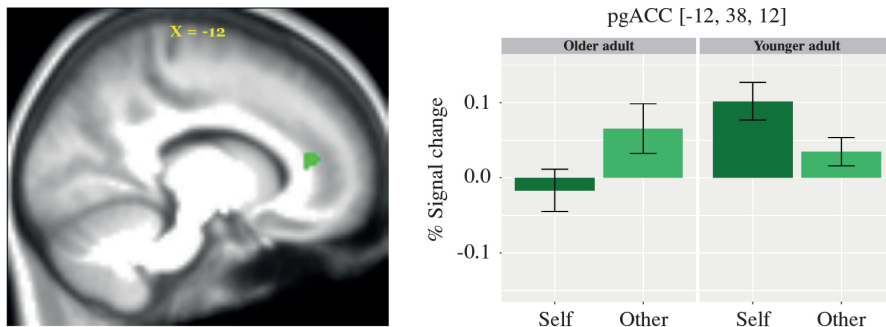 X = -12
pgACC [-12, 38, 12]
Older adult
Younger adult
% Signal change
0.1
0.0
-0.1
Self
Other
Self
Other